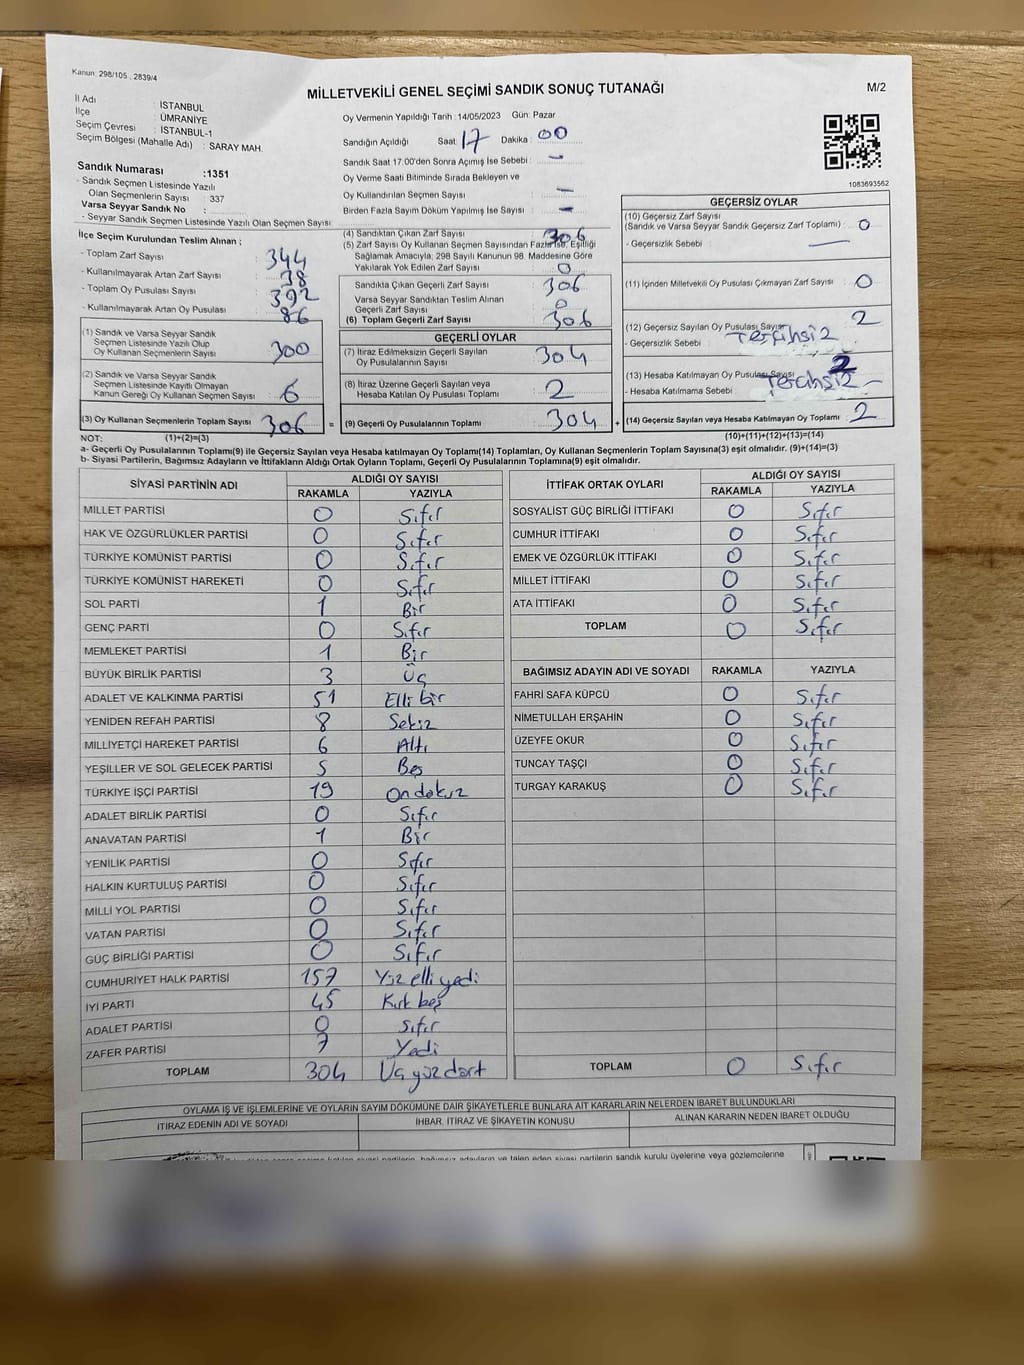 Kanun: 298/105 , 2839/4
MİLLETVEKİLİ GENEL SEÇİMİ SANDIK SONUÇ TUTANAĞI
M/2
İl Adı : İSTANBUL
İlçe : ÜMRANİYE
Seçim Çevresi : İSTANBUL-1
Seçim Bölgesi (Mahalle Adı) : SARAY MAH.
Sandık Numarası :1351
- Sandık Seçmen Listesinde Yazılı
Olan Seçmenlerin Sayısı : 337
Varsa Seyyar Sandık No :
- Seyyar Sandık Seçmen Listesinde Yazılı Olan Seçmen Sayısı
Oy Vermenin Yapıldığı Tarih :14/05/2023 Gün: Pazar
Sandığın Açıldığı Saat: 17 Dakika : 00
Sandık Saat 17:00'den Sonra Açımış İse Sebebi : -
Oy Verme Saati Bitiminde Sırada Bekleyen ve
Oy Kullandırılan Seçmen Sayısı : -
Birden Fazla Sayım Döküm Yapılmış İse Sayısı : -
1083693562
İlçe Seçim Kurulundan Teslim Alınan ;
- Toplam Zarf Sayısı : 344
- Kullanılmayarak Artan Zarf Sayısı : 38
- Toplam Oy Pusulası Sayısı : 392
- Kullanılmayarak Artan Oy Pusulası : 86
(4) Sandıktan Çıkan Zarf Sayısı : 306
(5) Zarf Sayısı Oy Kullanan Seçmen Sayısından Fazla İse, Eşitliği
Sağlamak Amacıyla, 298 Sayılı Kanunun 98. Maddesine Göre
Yakılarak Yok Edilen Zarf Sayısı : 0
Sandıkla Çıkan Geçerli Zarf Sayısı : 306
Varsa Seyyar Sandıktan Teslim Alınan
Geçerli Zarf Sayısı : 0
(6) Toplam Geçerli Zarf Sayısı : 306
GEÇERSİZ OYLAR
(10) Geçersiz Zarf Sayısı
(Sandık ve Varsa Seyyar Sandık Geçersiz Zarf Toplamı) : 0
- Geçersizlik Sebebi : -
(11) İçinden Milletvekili Oy Pusulası Çıkmayan Zarf Sayısı : 0
(12) Geçersiz Sayılan Oy Pusulası Sayısı 2
- Geçersizlik Sebebi : Tercihsiz
(13) Hesaba Katılmayan Oy Pusulası Sayısı 2
- Hesaba Katılmama Sebebi : Tercihsiz -
(14) Geçersiz Sayılan veya Hesaba Katılmayan Oy Toplamı : 2
(10)+(11)+(12)+(13)=(14)
(1) Sandık ve Varsa Seyyar Sandık
Seçmen Listesinde Yazılı Olup
Oy Kullanan Seçmenlerin Sayısı : 300
(2) Sandık ve Varsa Seyyar Sandık
Seçmen Listesinde Kayıtlı Olmayan
Kanun Gereği Oy Kullanan Seçmen Sayısı : 6
(3) Oy Kullanan Seçmenlerin Toplam Sayısı : 306 =
GEÇERLİ OYLAR
(7) İtiraz Edilmeksizin Geçerli Sayılan
Oy Pusulalarının Sayısı : 304
(8) İtiraz Üzerine Geçerli Sayılan veya
Hesaba Katılan Oy Pusulası Toplamı : 2
(9) Geçerli Oy Pusulalarının Toplamı : 304 +
NOT: (1)+(2)=(3)
a- Geçerli Oy Pusulalarının Toplamı(9) ile Geçersiz Sayılan veya Hesaba Katılmayan Oy Toplamı(14) Toplamları, Oy Kullanan Seçmenlerin Toplam Sayısına(3) eşit olmalıdır. (9)+(14)=(3)
b- Siyasi Partilerin, Bağımsız Adayların ve İttifakların Aldığı Ortak Oyların Toplamı, Geçerli Oy Pusulalarının Toplamına(9) eşit olmalıdır.
SİYASİ PARTİNİN ADI ALDIĞI OY SAYISI
RAKAMLA YAZIYLA
MİLLET PARTİSİ 0 Sıfır
HAK VE ÖZGÜRLÜKLER PARTİSİ 0 Sıfır
TÜRKİYE KOMÜNİST PARTİSİ 0 Sıfır
TÜRKİYE KOMÜNİST HAREKETİ 0 Sıfır
SOL PARTİ 1 Bir
GENÇ PARTİ 0 Sıfır
MEMLEKET PARTİSİ 1 Bir
BÜYÜK BİRLİK PARTİSİ 3 Üç
ADALET VE KALKINMA PARTİSİ 51 Elli bir
YENİDEN REFAH PARTİSİ 8 Sekiz
MİLLİYETÇİ HAREKET PARTİSİ 6 Altı
YEŞİLLER VE SOL GELECEK PARTİSİ 5 Beş
TÜRKİYE İŞÇİ PARTİSİ 19 Ondokuz
ADALET BİRLİK PARTİSİ 0 Sıfır
ANAVATAN PARTİSİ 1 Bir
YENİLİK PARTİSİ 0 Sıfır
HALKIN KURTULUŞ PARTİSİ 0 Sıfır
MİLLİ YOL PARTİSİ 0 Sıfır
VATAN PARTİSİ 0 Sıfır
GÜÇ BİRLİĞİ PARTİSİ 0 Sıfır
CUMHURİYET HALK PARTİSİ 157 Yüz elli yedi
İYİ PARTİ 45 Kırk beş
ADALET PARTİSİ 0 Sıfır
ZAFER PARTİSİ 7 Yedi
TOPLAM 304 Üç yüz dört
İTTİFAK ORTAK OYLARI ALDIĞI OY SAYISI
RAKAMLA YAZIYLA
SOSYALİST GÜÇ BİRLİĞİ İTTİFAKI 0 Sıfır
CUMHUR İTTİFAKI 0 Sıfır
EMEK VE ÖZGÜRLÜK İTTİFAKI 0 Sıfır
MİLLET İTTİFAKI 0 Sıfır
ATA İTTİFAKI 0 Sıfır
TOPLAM 0 Sıfır
BAĞIMSIZ ADAYIN ADI VE SOYADI RAKAMLA YAZIYLA
FAHRİ SAFA KÜPCÜ 0 Sıfır
NİMETULLAH ERŞAHİN 0 Sıfır
ÜZEYFE OKUR 0 Sıfır
TUNCAY TAŞÇI 0 Sıfır
TURGAY KARAKUŞ 0 Sıfır
TOPLAM 0 Sıfır
OYLAMA İŞ VE İŞLEMLERİNE VE OYLARIN SAYIM DÖKÜMÜNE DAİR ŞİKAYETLERLE BUNLARA AİT KARARLARIN NELERDEN İBARET BULUNDUKLARI
İTİRAZ EDENİN ADI VE SOYADI İHBAR, İTİRAZ VE ŞİKAYETİN KONUSU ALINAN KARARIN NEDEN İBARET OLDUĞU
siyasi partilerin, bağımsız adayların ve talep eden siyasi partilerin sandık kurulu üyelerine veya gözlemcilerine